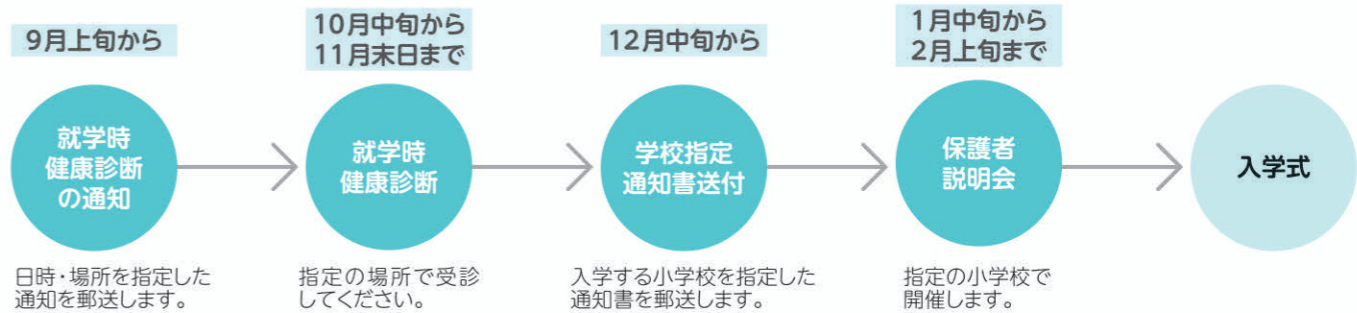 9月上旬から
就学時
健康診断
の通知
日時・場所を指定した
通知を郵送します。
10月中旬から
11月末日まで
就学時
健康診断
指定の場所で受診
してください。
12月中旬から
学校指定
通知書送付
入学する小学校を指定した
通知書を郵送します。
1月中旬から
2月上旬まで
保護者
説明会
指定の小学校で
開催します。
入学式